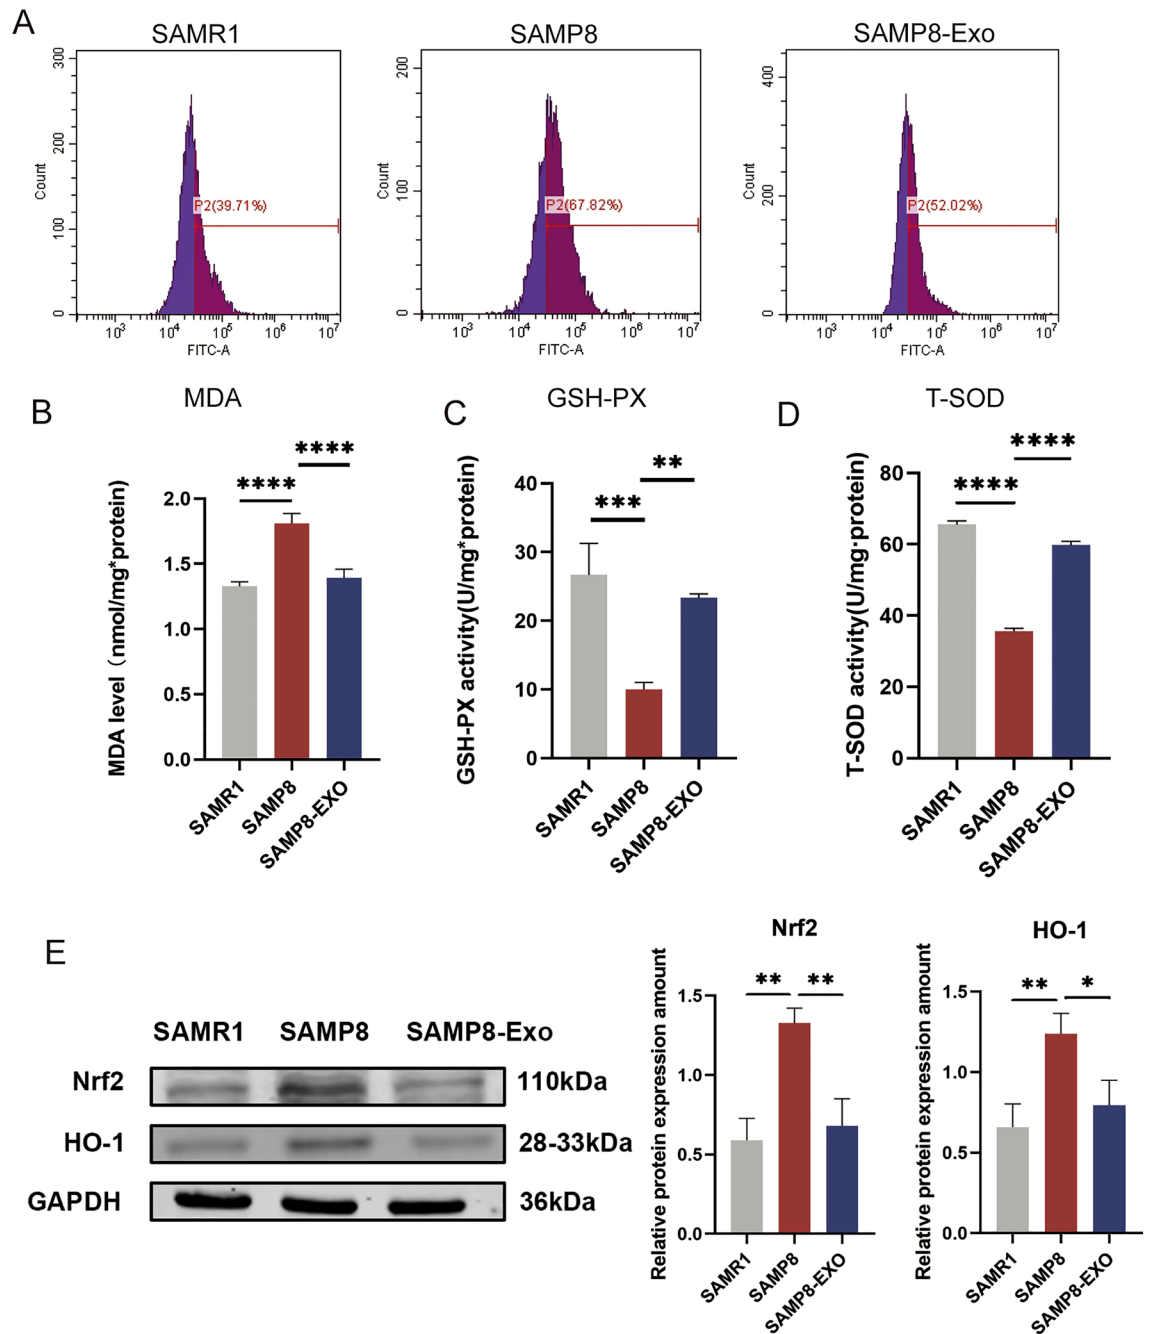 A
SAMR1
SAMP8
SAMP8-Exo
300
200
100
0
Count
P2(39.71%)
10³ 10⁴ 10⁵ 10⁶ 10⁷
FITC-A
200
100
0
Count
P2(67.82%)
10³ 10⁴ 10⁵ 10⁶ 10⁷
FITC-A
400
200
0
Count
P2(52.02%)
10³ 10⁴ 10⁵ 10⁶ 10⁷
FITC-A
B
MDA
MDA level（nmol/mg*protein)
2.0
1.5
1.0
0.5
0.0
****
****
SAMR1
SAMP8
SAMP8-EXO
C
GSH-PX
GSH-PX activity(U/mg*protein)
40
30
20
10
0
***
**
SAMR1
SAMP8
SAMP8-EXO
D
T-SOD
T-SOD activity(U/mg·protein)
80
60
40
20
0
****
****
SAMR1
SAMP8
SAMP8-EXO
E
SAMR1 SAMP8 SAMP8-Exo
Nrf2 110kDa
HO-1 28-33kDa
GAPDH 36kDa
Nrf2
Relative protein expression amount
1.5
1.0
0.5
0.0
**
**
SAMR1
SAMP8
SAMP8-EXO
HO-1
Relative protein expression amount
1.5
1.0
0.5
0.0
**
*
SAMR1
SAMP8
SAMP8-EXO